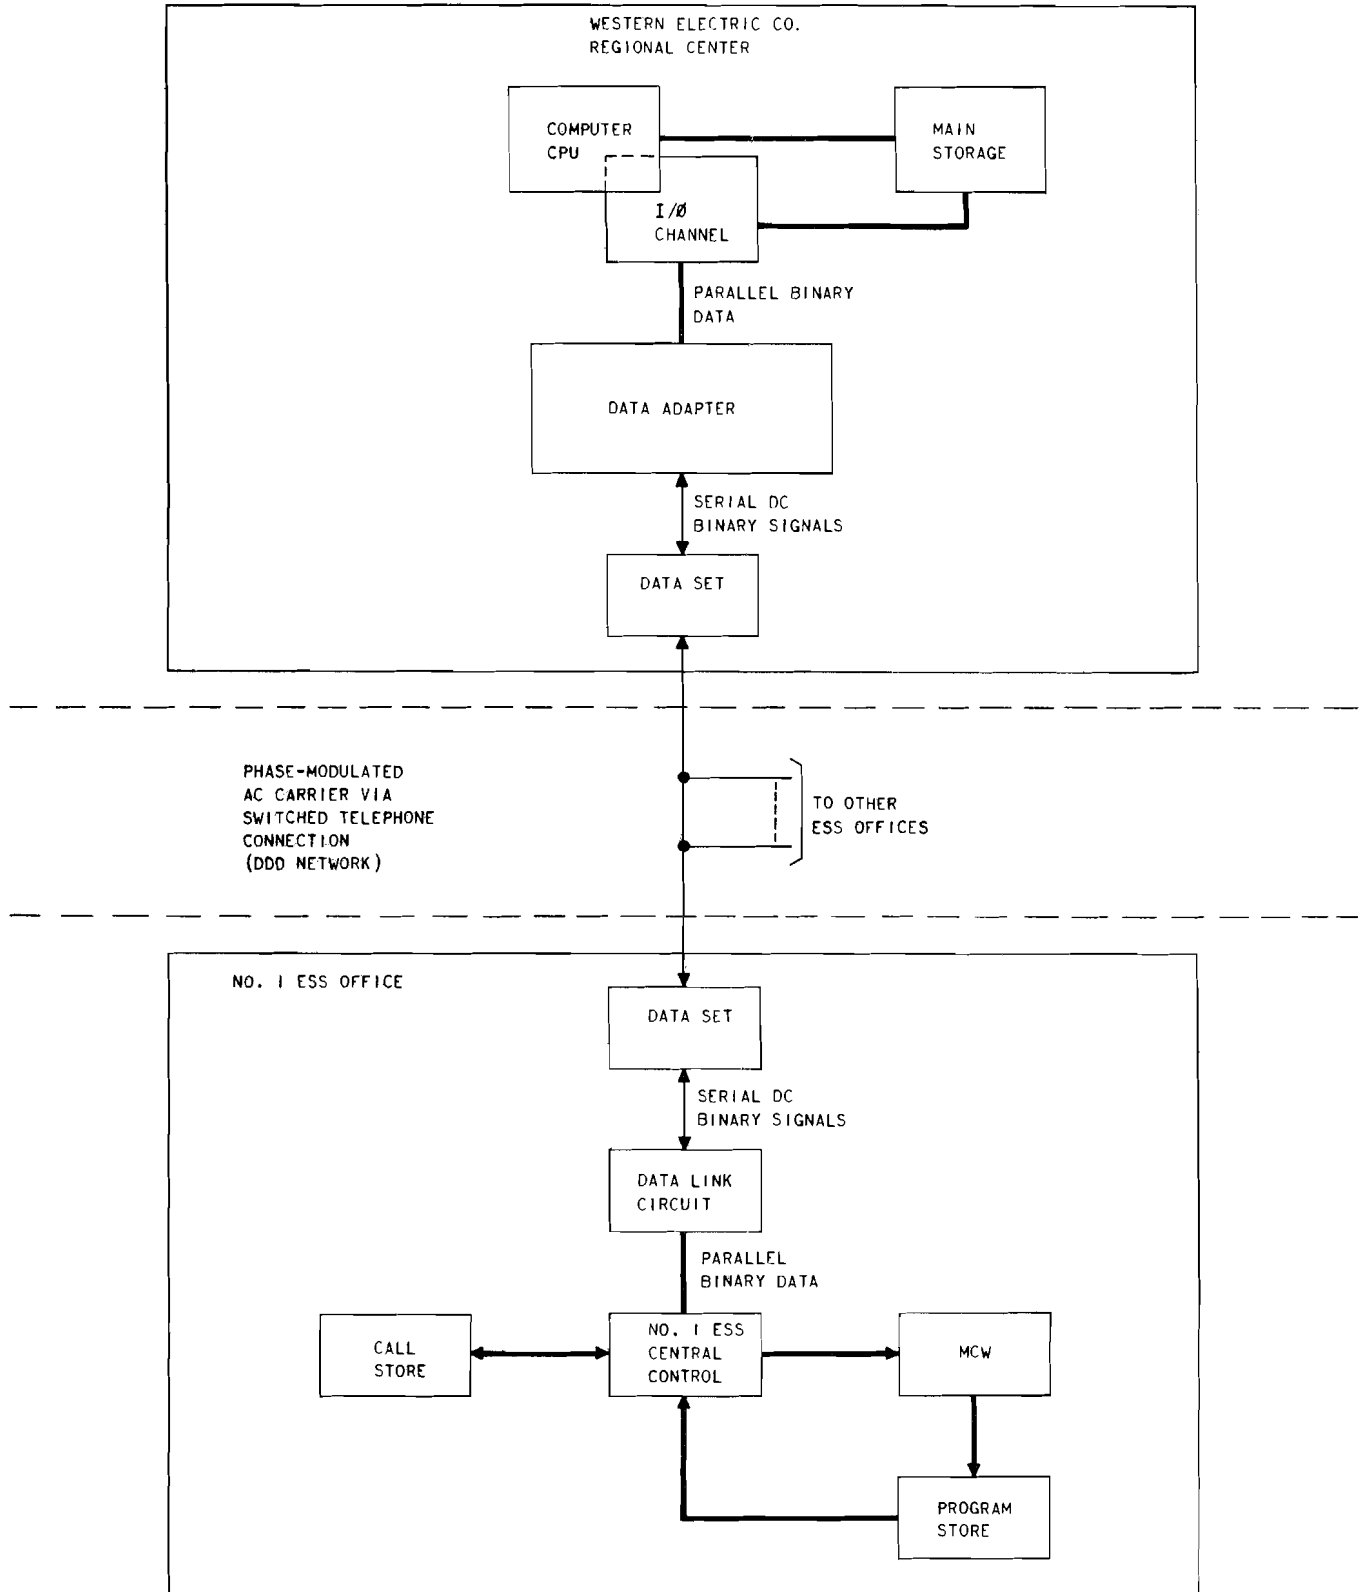 WESTERN ELECTRIC CO.
REGIONAL CENTER
COMPUTER
CPU
MAIN
STORAGE
I/Ø
CHANNEL
PARALLEL BINARY
DATA
DATA ADAPTER
SERIAL DC
BINARY SIGNALS
DATA SET
PHASE-MODULATED
AC CARRIER VIA
SWITCHED TELEPHONE
CONNECTION
(DDD NETWORK)
TO OTHER
ESS OFFICES
NO. 1 ESS OFFICE
DATA SET
SERIAL DC
BINARY SIGNALS
DATA LINK
CIRCUIT
PARALLEL
BINARY DATA
CALL
STORE
NO. 1 ESS
CENTRAL
CONTROL
MCW
PROGRAM
STORE